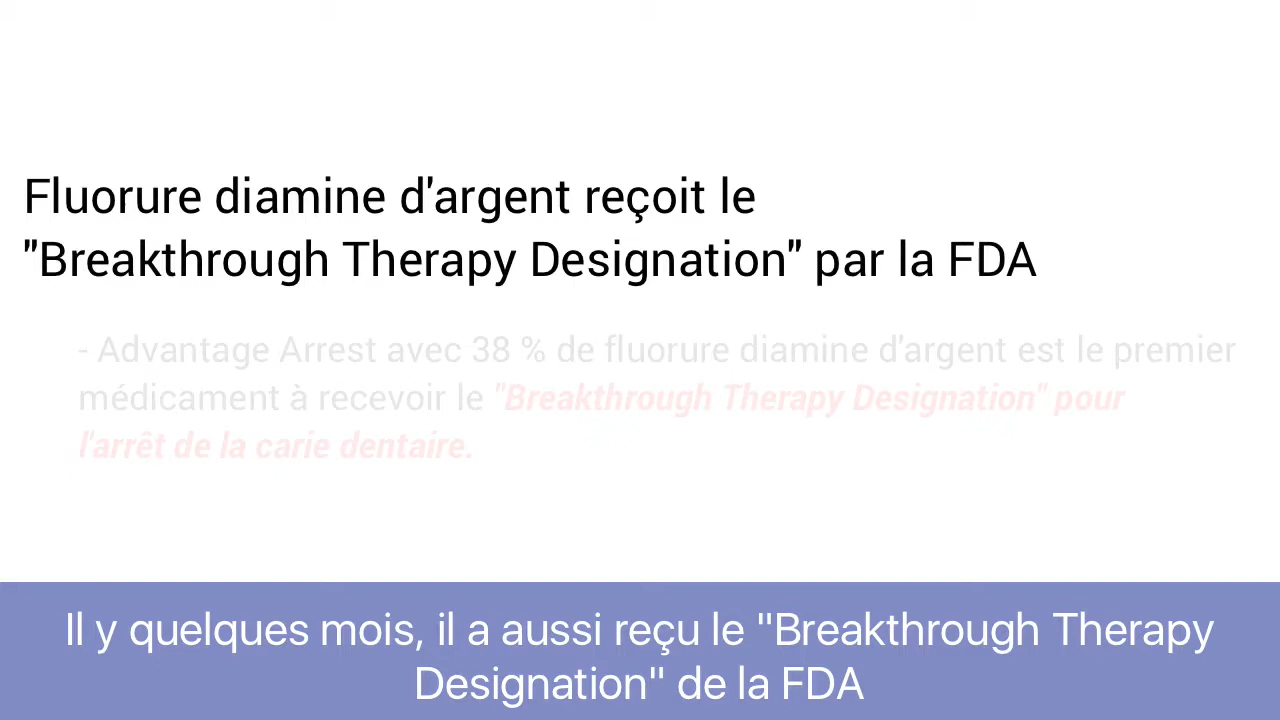 Fluorure diamine d'argent reçoit le
"Breakthrough Therapy Designation" par la FDA
- Advantage Arrest avec 38 % de fluorure diamine d'argent est le premier
médicament à recevoir le "Breakthrough Therapy Designation" pour
l'arrêt de la carie dentaire.
Il y quelques mois, il a aussi reçu le "Breakthrough Therapy
Designation" de la FDA